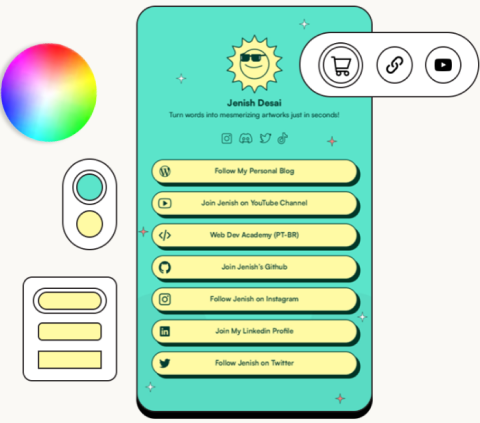 Jenish Desai
Turn words into mesmerizing artworks just in seconds!
Follow My Personal Blog
Join Jenish on YouTube Channel
Web Dev Academy (PT-BR)
Join Jenish's Github
Follow Jenish on Instagram
Join My Linkedin Profile
Follow Jenish on Twitter